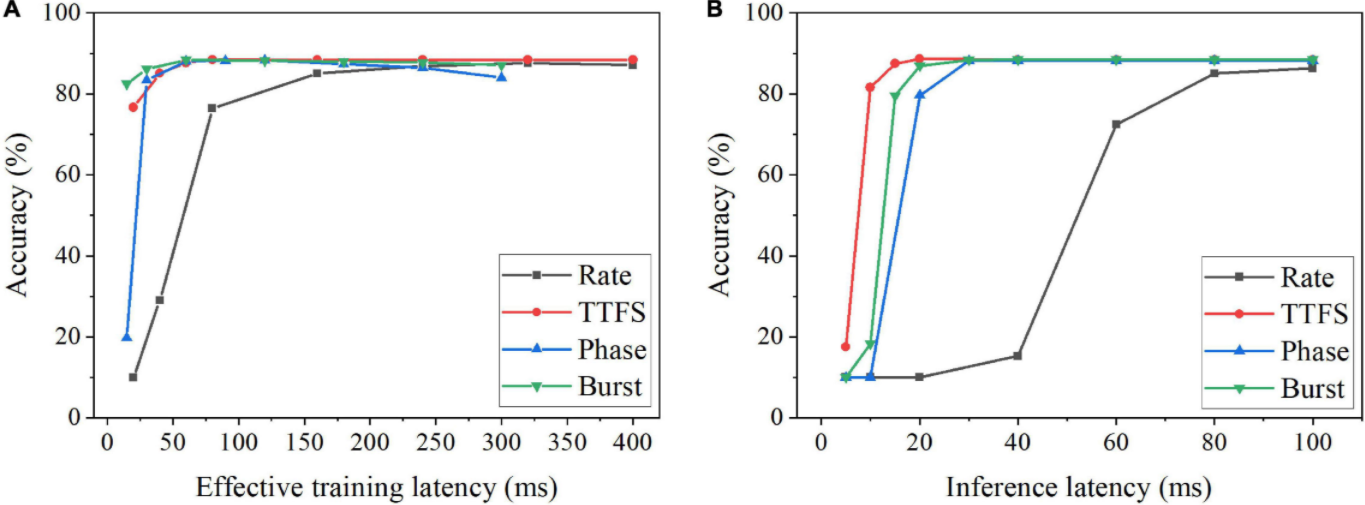 A
Accuracy (%)
100
80
60
40
20
0
Rate
TTFS
Phase
Burst
0 50 100 150 200 250 300 350 400
Effective training latency (ms)
B
Accuracy (%)
100
80
60
40
20
0
Rate
TTFS
Phase
Burst
0 20 40 60 80 100
Inference latency (ms)